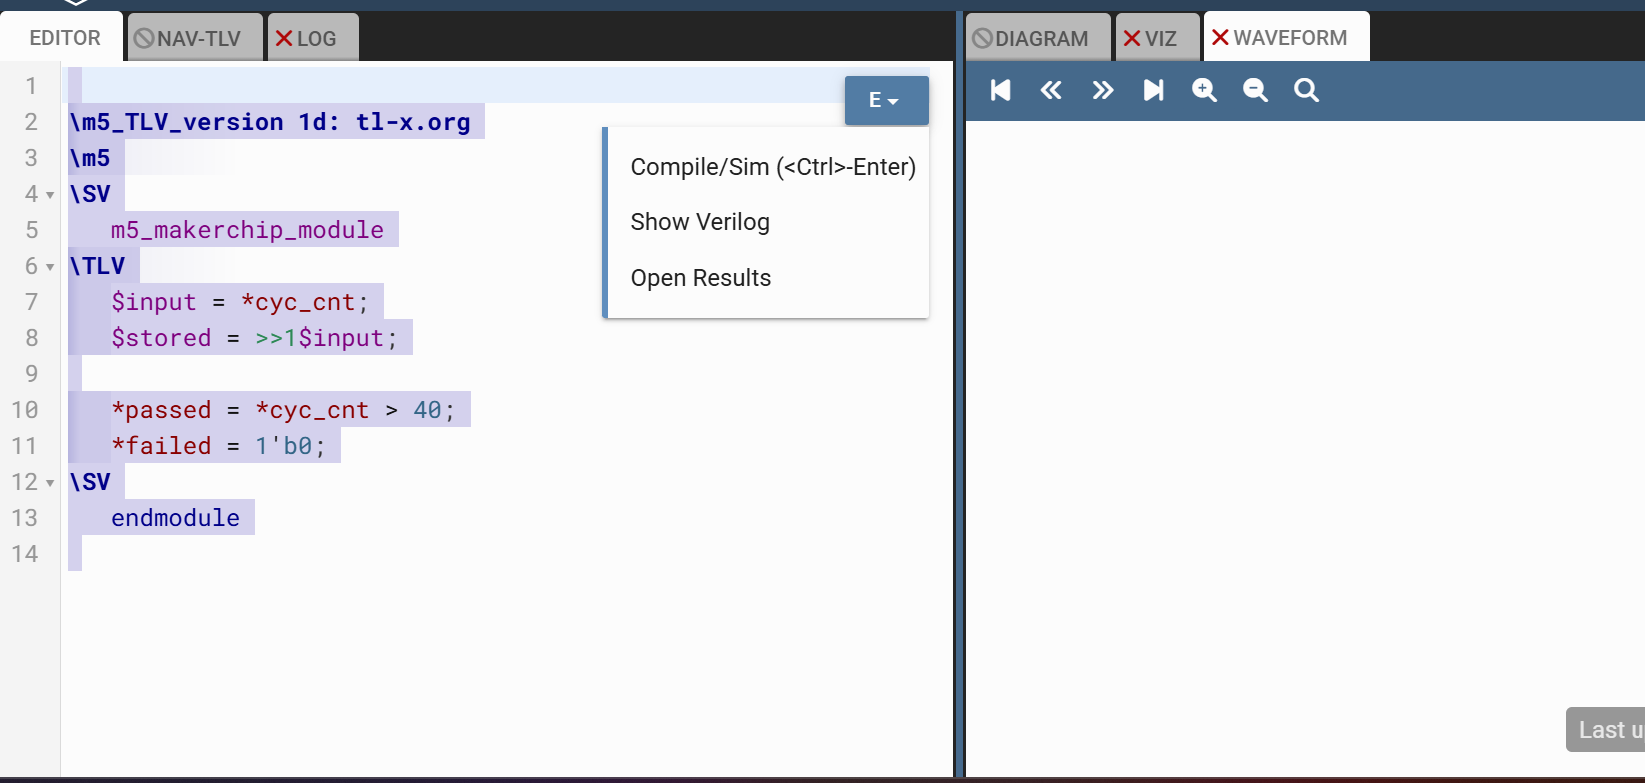 EDITOR NAV-TLV LOG DIAGRAM VIZ WAVEFORM
1
E
2 \m5_TLV_version 1d: tl-x.org
3 \m5
4 \SV
5 m5_makerchip_module
6 \TLV
7 $input = *cyc_cnt;
8 $stored = >>1$input;
9
10 *passed = *cyc_cnt > 40;
11 *failed = 1'b0;
12 \SV
13 endmodule
14
Compile/Sim (<Ctrl>-Enter)
Show Verilog
Open Results
Last u